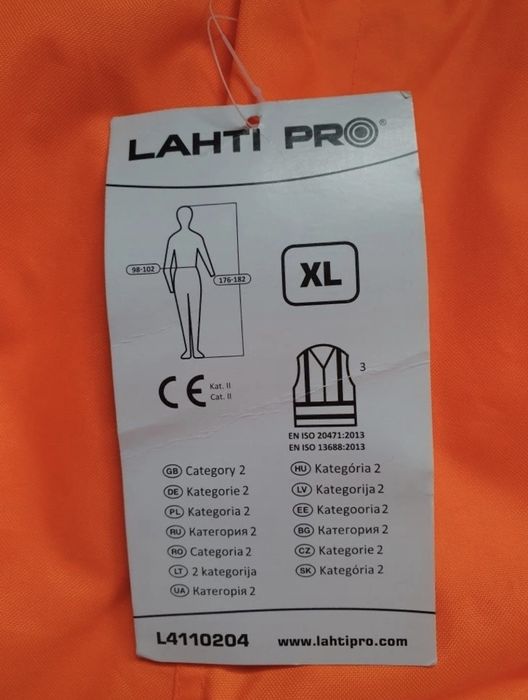 LAHTI PRO®
98-102
176-182
XL
CE Kat. II
Cat. II
3
EN ISO 20471:2013
EN ISO 13688:2013
GB Category 2
DE Kategorie 2
PL Kategoria 2
RU Категория 2
RO Categoria 2
LT 2 kategorija
UA Категорія 2
HU Kategória 2
LV Kategorija 2
EE Kategooria 2
BG Категория 2
CZ Kategorie 2
SK Kategória 2
L4110204 www.lahtipro.com